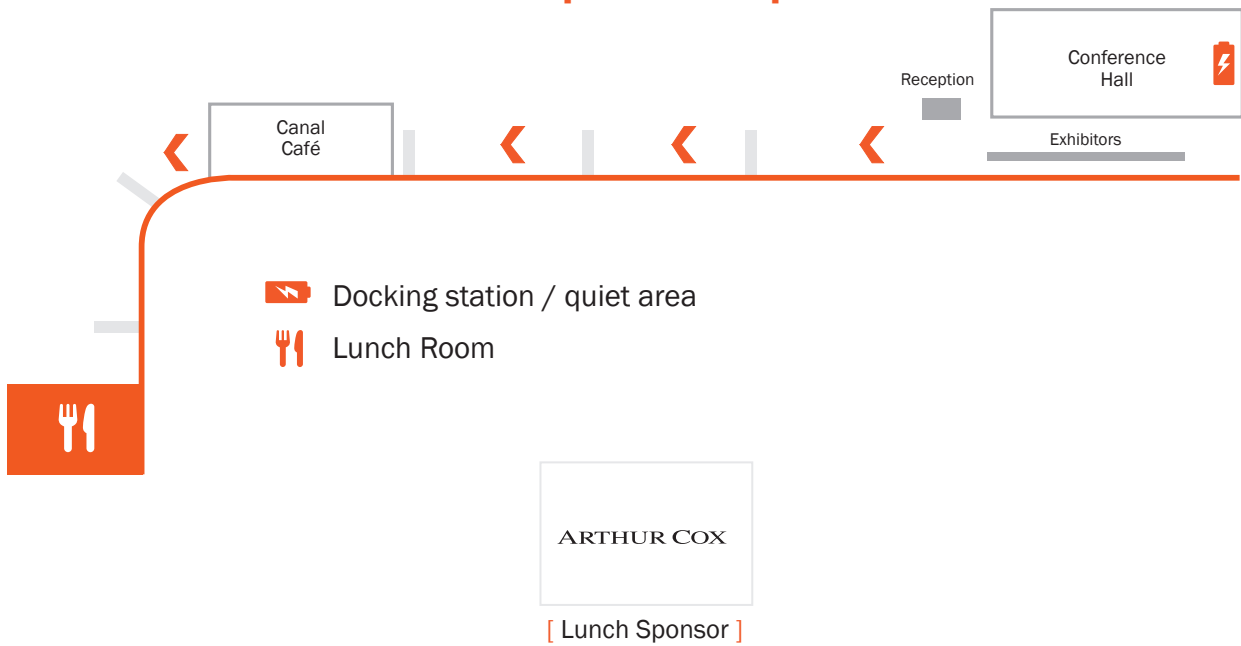 Conference
Hall
Reception
Exhibitors
Canal
Café
Docking station / quiet area
Lunch Room
ARTHUR COX
[ Lunch Sponsor ]